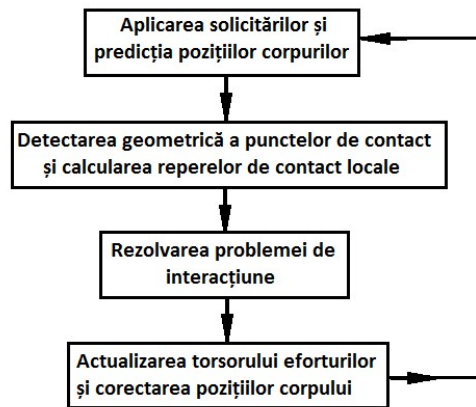 Aplicarea solicitărilor și
predicția pozițiilor corpurilor
Detectarea geometrică a punctelor de contact
și calcularea reperelor de contact locale
Rezolvarea problemei de
interacțiune
Actualizarea torsorului eforturilor
și corectarea pozițiilor corpului